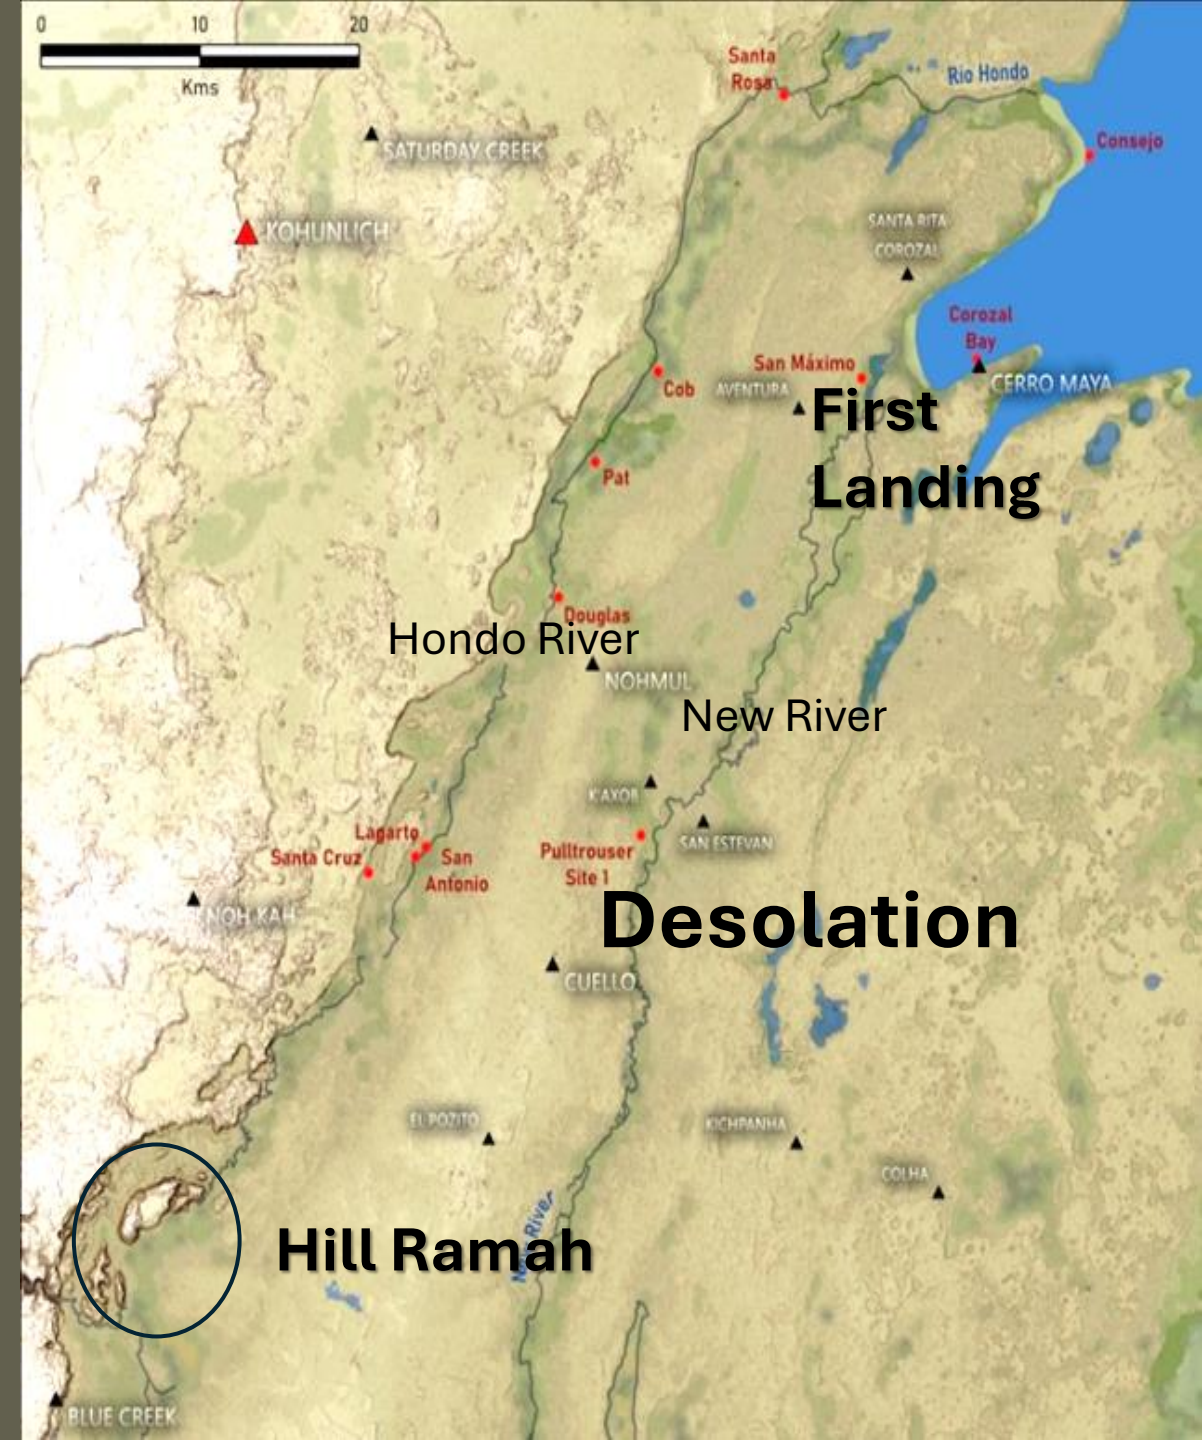 0 10 20
Kms
Santa
Rosa
Rio Hondo
Consejo
SATURDAY CREEK
KOHUNLICH
SANTA RITA
COROZAL
Corozal
Bay
San Máximo
CERRO MAYA
Cob
AVENTURA
First
Landing
Pat
Douglas
Hondo River
NOHMUL
New River
K'AXOB
SAN ESTEVAN
Lagarto
Santa Cruz
San
Antonio
Pulltrouser
Site 1
NOH KAH
Desolation
CUELLO
EL POZITO
KICHPANHA
COLHA
New River
Hill Ramah
BLUE CREEK